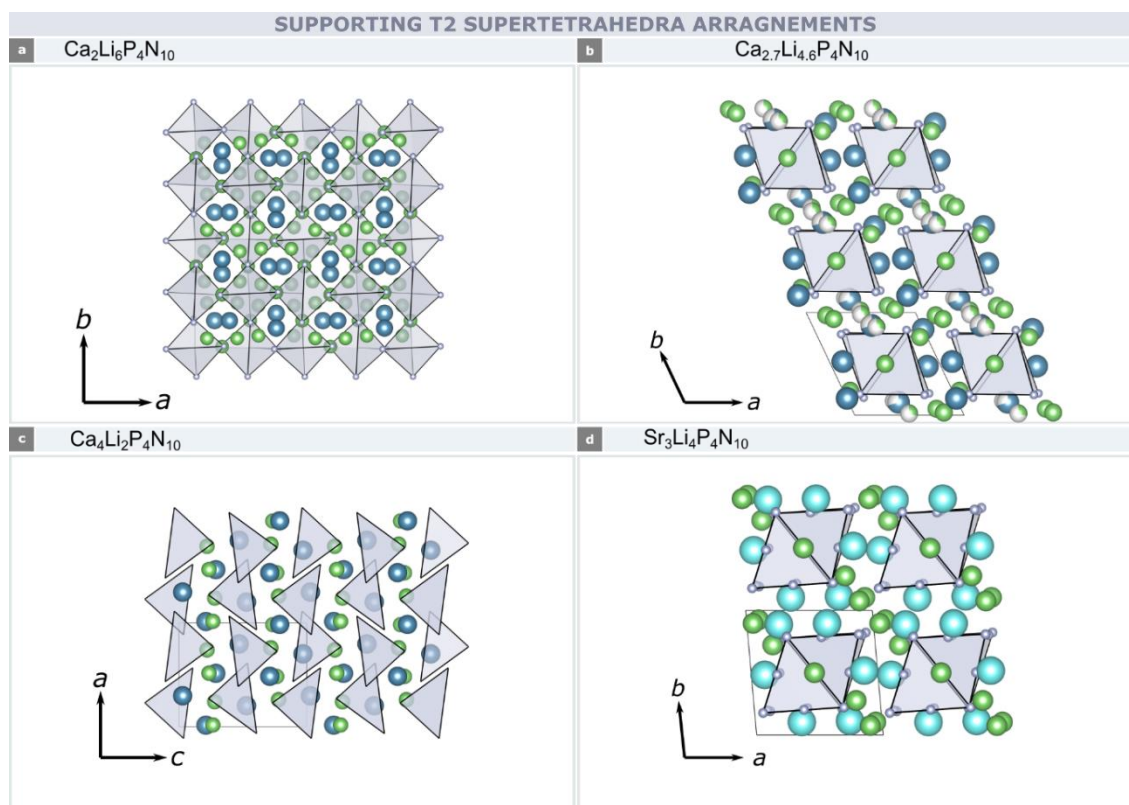 SUPPORTING T2 SUPERTETRAHEDRA ARRAGNEMENTS
a Ca₂Li₆P₄N₁₀
b Ca₂.₇Li₄.₆P₄N₁₀
b
a
b
a
c Ca₄Li₂P₄N₁₀
d Sr₃Li₄P₄N₁₀
a
c
b
a